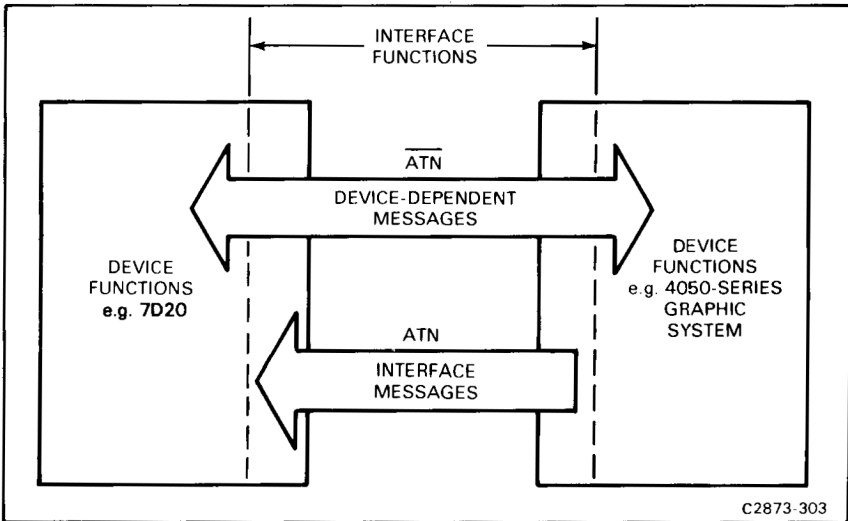 INTERFACE
FUNCTIONS
A̅T̅N̅
DEVICE-DEPENDENT
MESSAGES
DEVICE
FUNCTIONS
e.g. 7D20
DEVICE
FUNCTIONS
e.g. 4050-SERIES
GRAPHIC
SYSTEM
ATN
INTERFACE
MESSAGES
C2873-303